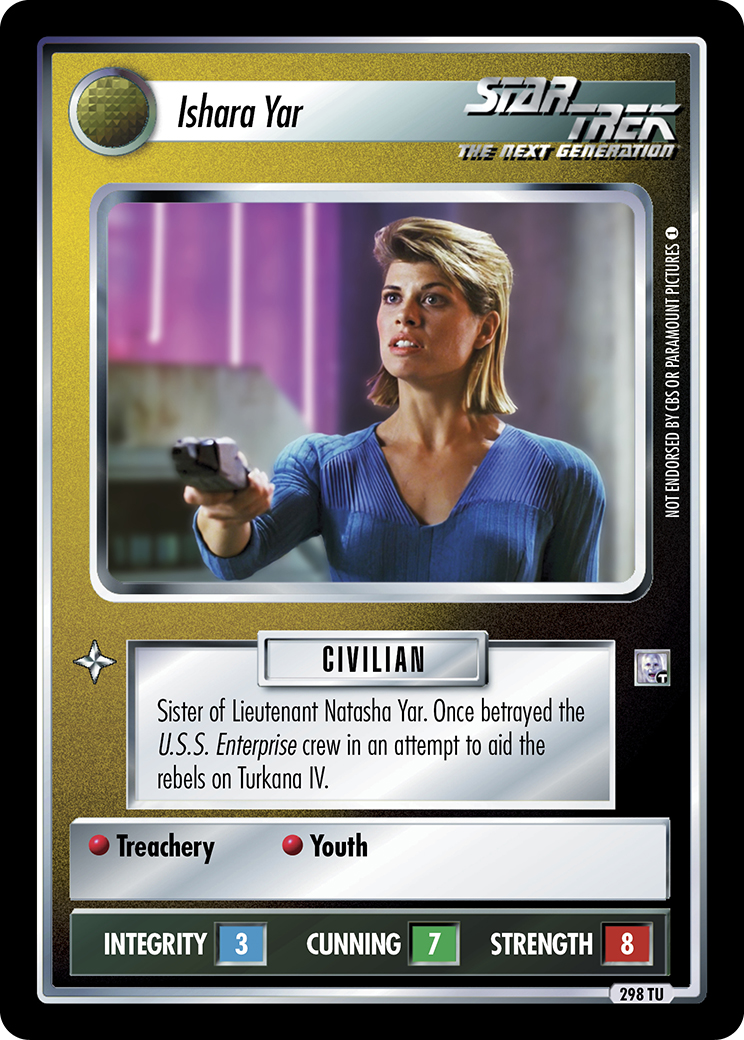 Ishara Yar
STAR TREK
THE NEXT GENERATION
NOT ENDORSED BY CBS OR PARAMOUNT PICTURES 1
CIVILIAN
Sister of Lieutenant Natasha Yar. Once betrayed the
U.S.S. Enterprise crew in an attempt to aid the
rebels on Turkana IV.
T
Treachery Youth
INTEGRITY 3 CUNNING 7 STRENGTH 8
298 TU